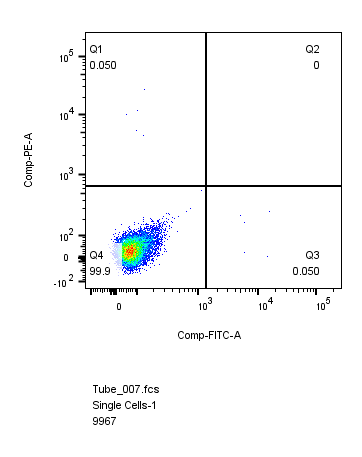 Q1
0.050
Q2
0
10^5
10^4
10^3
10^2
0
-10^2
Comp-PE-A
Q4
99.9
Q3
0.050
0
10^3
10^4
10^5
Comp-FITC-A
Tube_007.fcs
Single Cells-1
9967